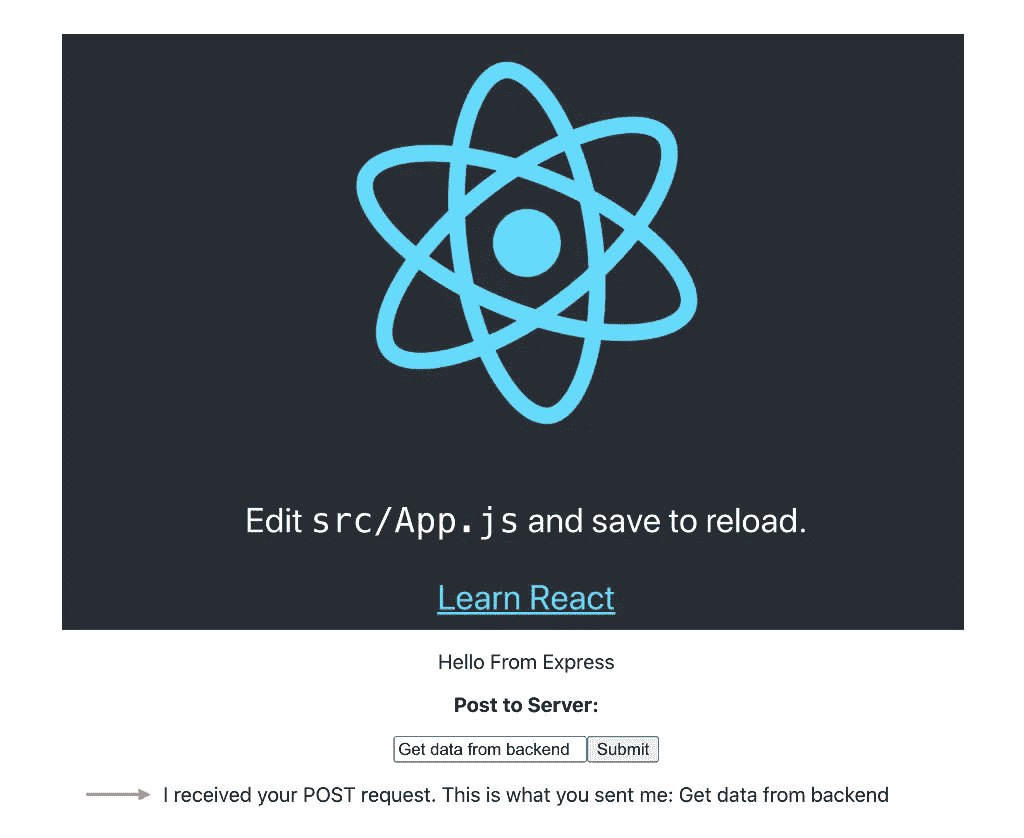 Edit src/App.js and save to reload.
Learn React
Hello From Express
Post to Server:
Get data from backend Submit
I received your POST request. This is what you sent me: Get data from backend